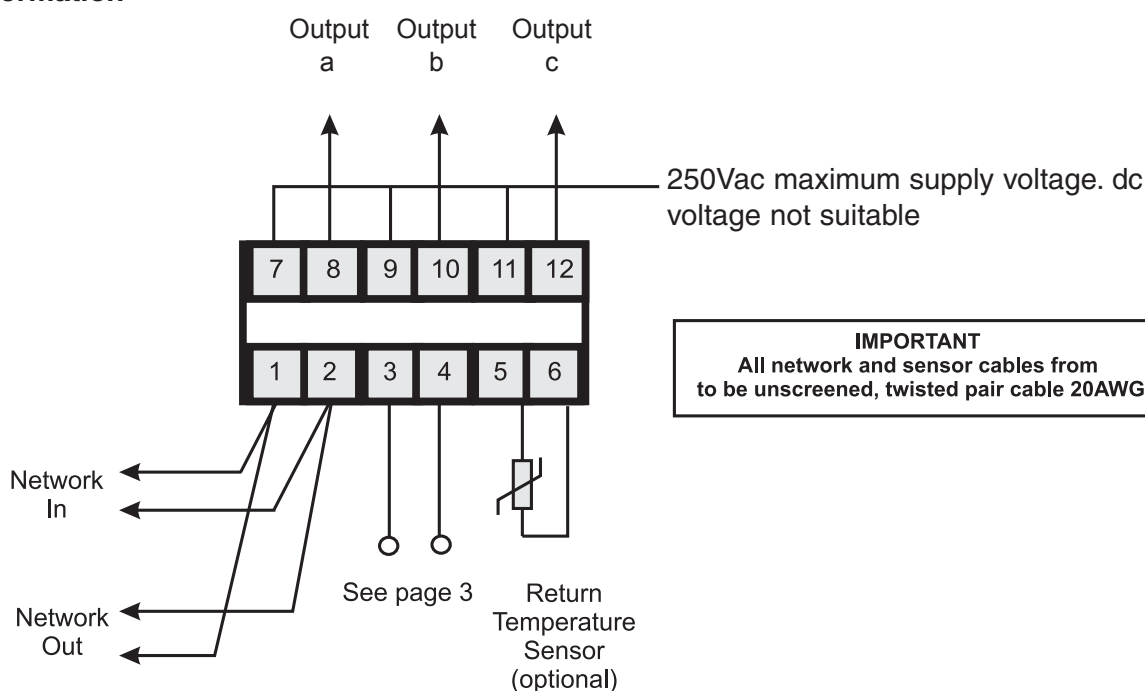 Output
a
Output
b
Output
c
250Vac maximum supply voltage. dc
voltage not suitable
7 8 9 10 11 12
IMPORTANT
All network and sensor cables from
to be unscreened, twisted pair cable 20AWG
1 2 3 4 5 6
Network
In
See page 3
Return
Temperature
Sensor
(optional)
Network
Out